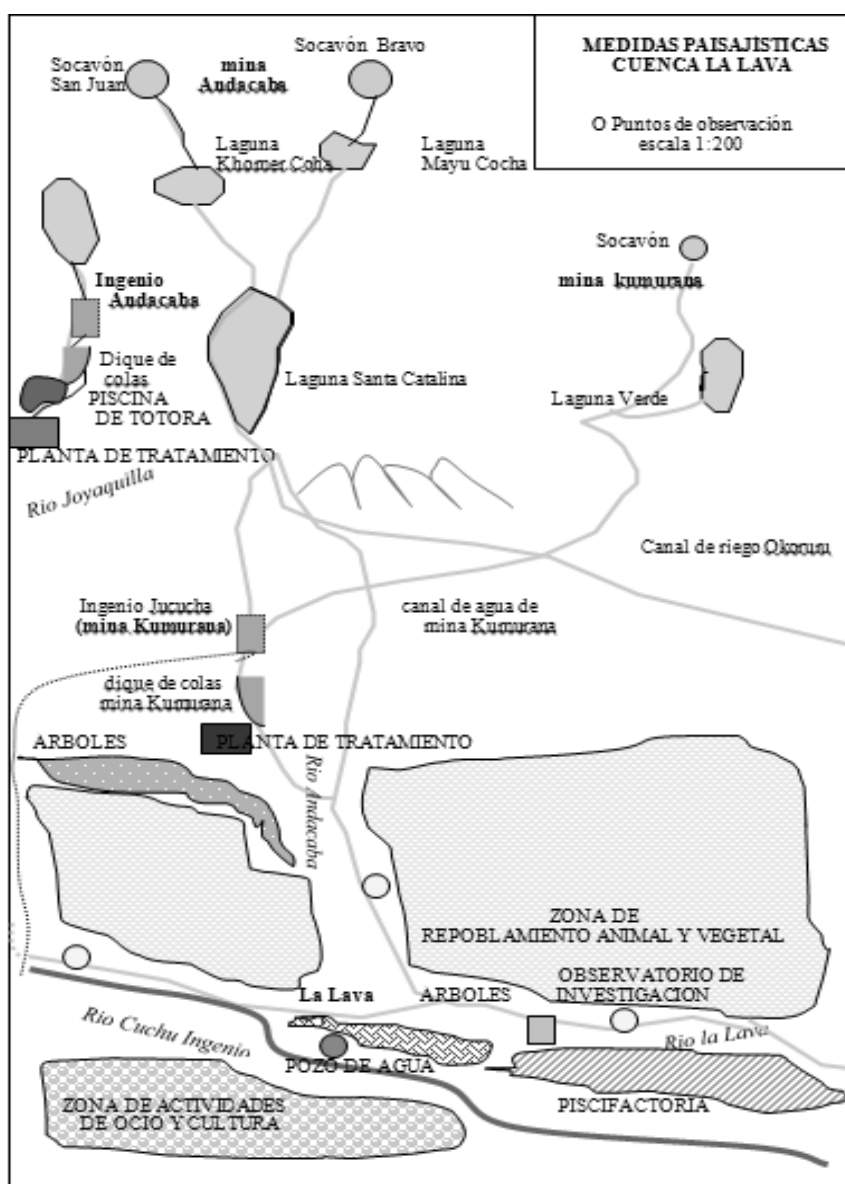 MEDIDAS PAISAJÍSTICAS
CUENCA LA LAVA
O Puntos de observación
escala 1:200
Socavón
San Juan
mina
Andacaba
Socavón Bravo
Laguna
Khomer Coha
Laguna
Mayu Cocha
Socavón
mina kumurana
Ingenio
Andacaba
Dique de
colas
PISCINA
DE TOTORA
Laguna Santa Catalina
Laguna Verde
PLANTA DE TRATAMIENTO
Rio Joyaquilla
Canal de riego Okoruru
Ingenio Jucucha
(mina Kumurana)
canal de agua de
mina Kumurana
dique de colas
mina Kumurana
ARBOLES
PLANTA DE TRATAMIENTO
Rio Andacaba
ZONA DE
REPOBLAMIENTO ANIMAL Y VEGETAL
La Lava
ARBOLES
OBSERVATORIO DE
INVESTIGACION
Rio Cuchu Ingenio
Rio la Lava
POZO DE AGUA
ZONA DE ACTIVIDADES
DE OCIO Y CULTURA
PISCIFACTORIA